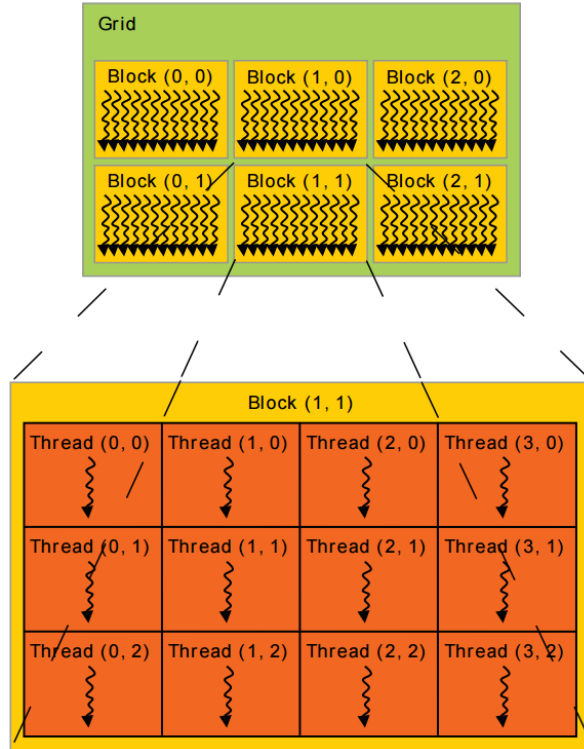 Grid
Block (0, 0) Block (1, 0) Block (2, 0)
Block (0, 1) Block (1, 1) Block (2, 1)
Block (1, 1)
Thread (0, 0) Thread (1, 0) Thread (2, 0) Thread (3, 0)
Thread (0, 1) Thread (1, 1) Thread (2, 1) Thread (3, 1)
Thread (0, 2) Thread (1, 2) Thread (2, 2) Thread (3, 2)